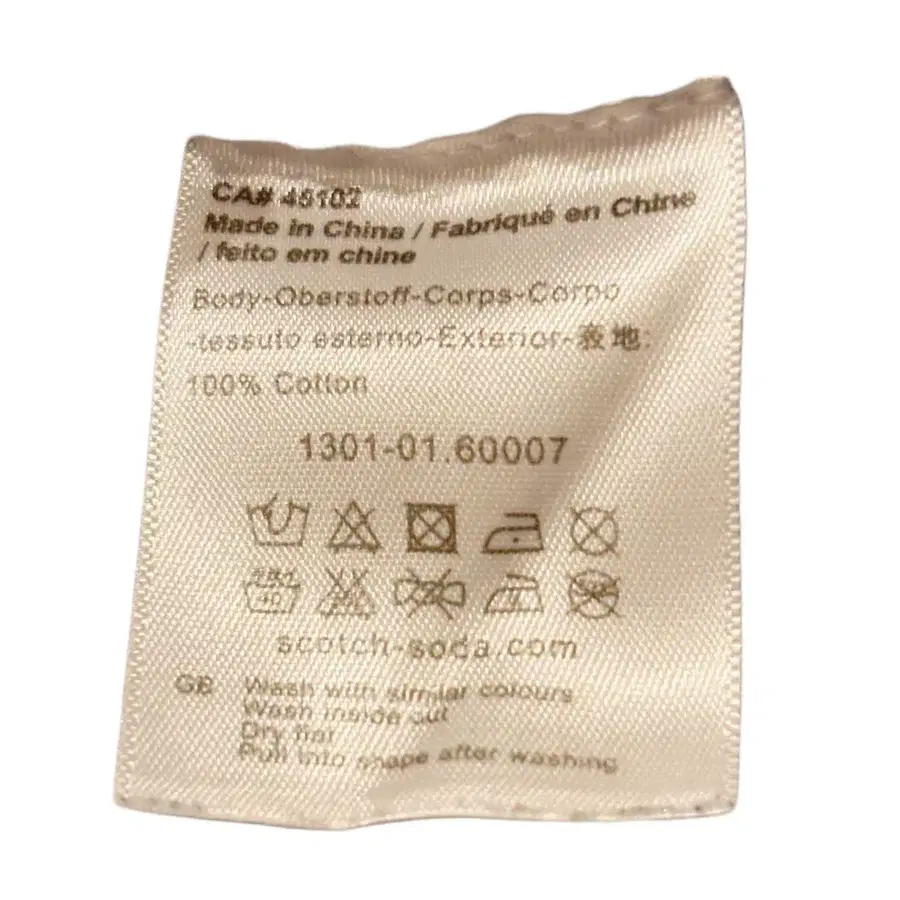 CA# 45102
Made in China / Fabriqué en Chine
/ feito em chine
Body-Oberstoff-Corps-Corpo
-tessuto esterno-Exterior-表地:
100% Cotton
1301-01.60007
40
scotch-soda.com
GB Wash with similar colours
Wash inside out
Dry flat
Pull into shape after washing